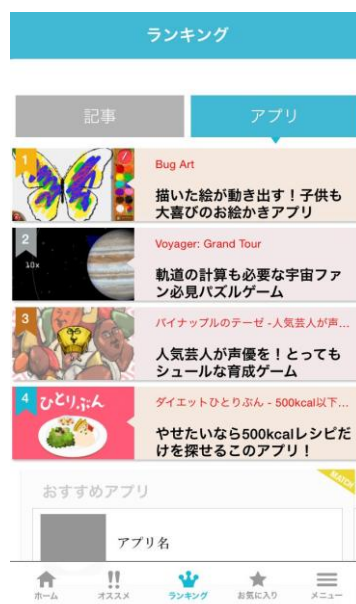 ランキング
記事
アプリ
1
Bug Art
描いた絵が動き出す！子供も
大喜びのお絵かきアプリ
2
10x
Voyager: Grand Tour
軌道の計算も必要な宇宙ファ
ン必見パズルゲーム
3
パイナップルのテーゼ -人気芸人が声...
人気芸人が声優を！とっても
シュールな育成ゲーム
4
ひとりぶん
ダイエットひとりぶん - 500kcal以下...
やせたいなら500kcalレシピだ
けを探せるこのアプリ！
おすすめアプリ
MATCH
アプリ名
ホーム
オススメ
ランキング
お気に入り
メニュー